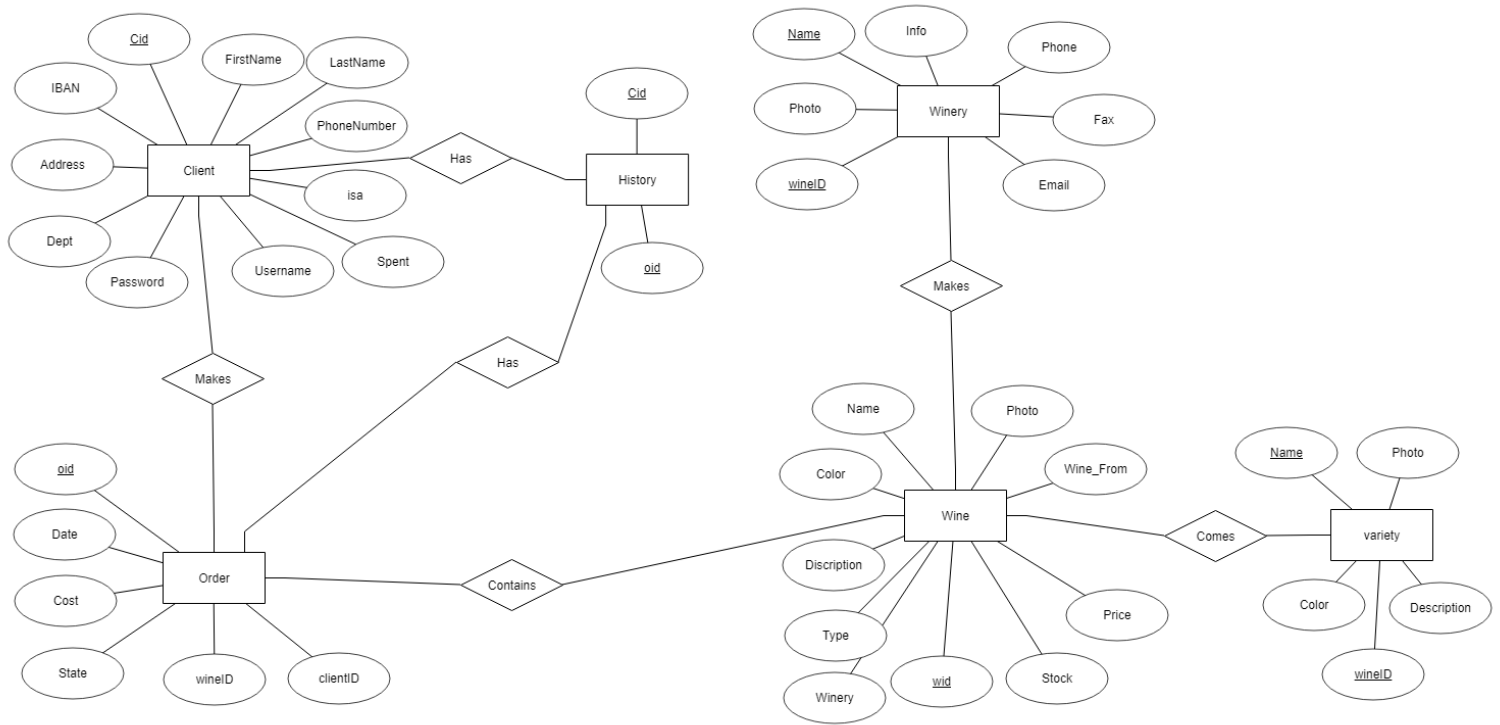 Cid
FirstName
LastName
IBAN
PhoneNumber
Address
Client
isa
Dept
Password
Username
Spent
Has
Cid
History
oid
Name
Info
Phone
Photo
Winery
Fax
wineID
Email
Makes
Makes
Has
oid
Date
Cost
Order
State
wineID
clientID
Contains
Name
Photo
Color
Wine_From
Wine
Discription
Type
Winery
wid
Stock
Price
Comes
Name
Photo
variety
Color
Description
wineID